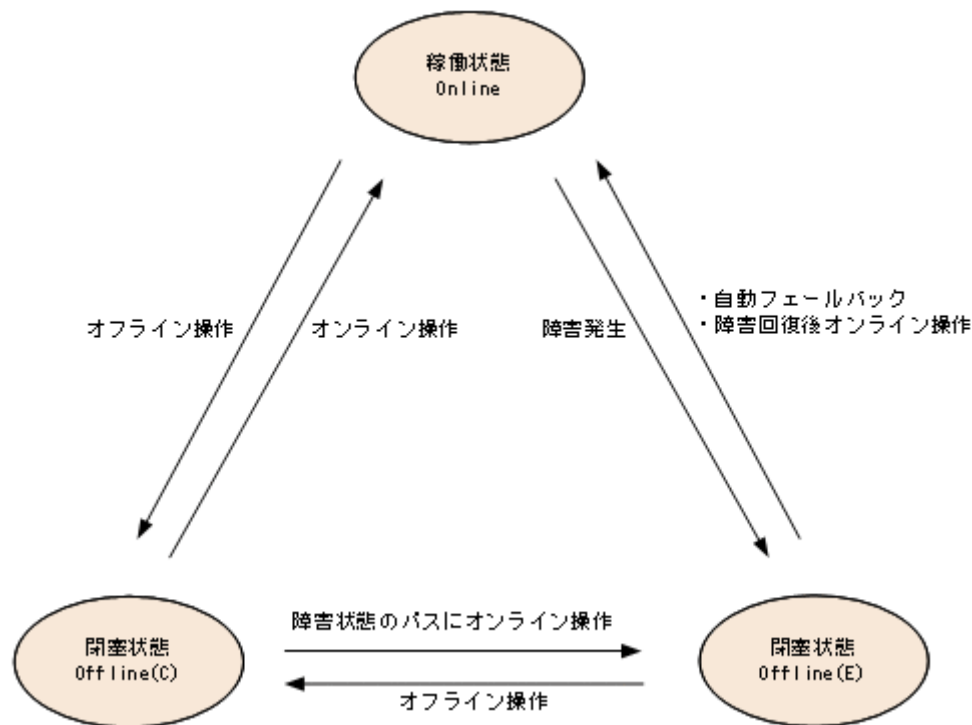 稼働状態
Online
オフライン操作
オンライン操作
障害発生
・自動フェールバック
・障害回復後オンライン操作
閉塞状態
Offline(C)
障害状態のパスにオンライン操作
オフライン操作
閉塞状態
Offline(E)